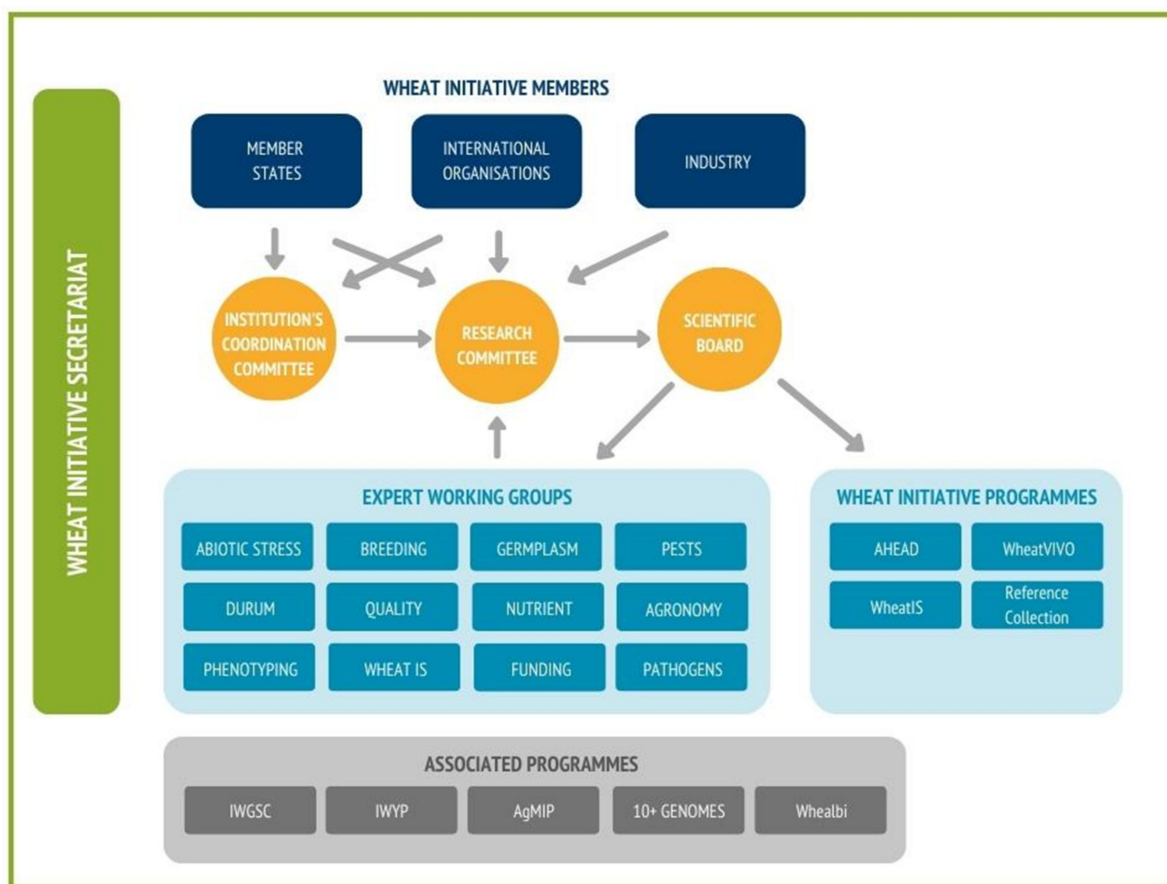 WHEAT INITIATIVE SECRETARIAT
WHEAT INITIATIVE MEMBERS
MEMBER
STATES
INTERNATIONAL
ORGANISATIONS
INDUSTRY
INSTITUTION'S
COORDINATION
COMMITTEE
RESEARCH
COMMITTEE
SCIENTIFIC
BOARD
EXPERT WORKING GROUPS
ABIOTIC STRESS
BREEDING
GERMPLASM
PESTS
DURUM
QUALITY
NUTRIENT
AGRONOMY
PHENOTYPING
WHEAT IS
FUNDING
PATHOGENS
WHEAT INITIATIVE PROGRAMMES
AHEAD
WheatVIVO
WheatIS
Reference
Collection
ASSOCIATED PROGRAMMES
IWGSC
IWYP
AgMIP
10+ GENOMES
Whealbi